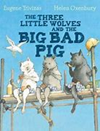 Eugene Trivizas Helen Oxenbury
THE THREE
LITTLE WOLVES
AND THE
BIG BAD
PIG